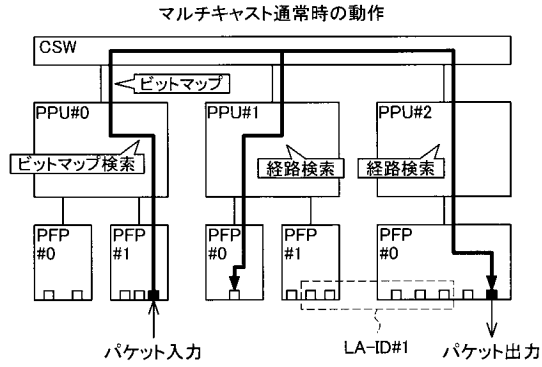 マルチキャスト通常時の動作
CSW
ビットマップ
PPU#0
PPU#1
PPU#2
ビットマップ検索
経路検索
経路検索
PFP
#0
PFP
#1
PFP
#0
PFP
#1
PFP
#0
LA-ID#1
パケット入力
パケット出力